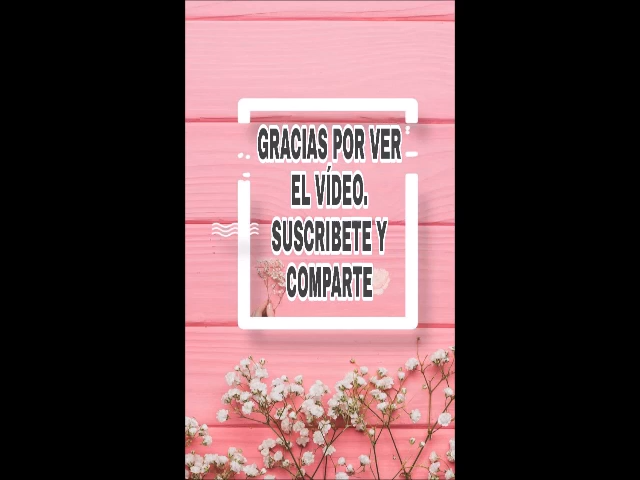 GRACIAS POR VER
EL VÍDEO.
SUSCRIBETE Y
COMPARTE